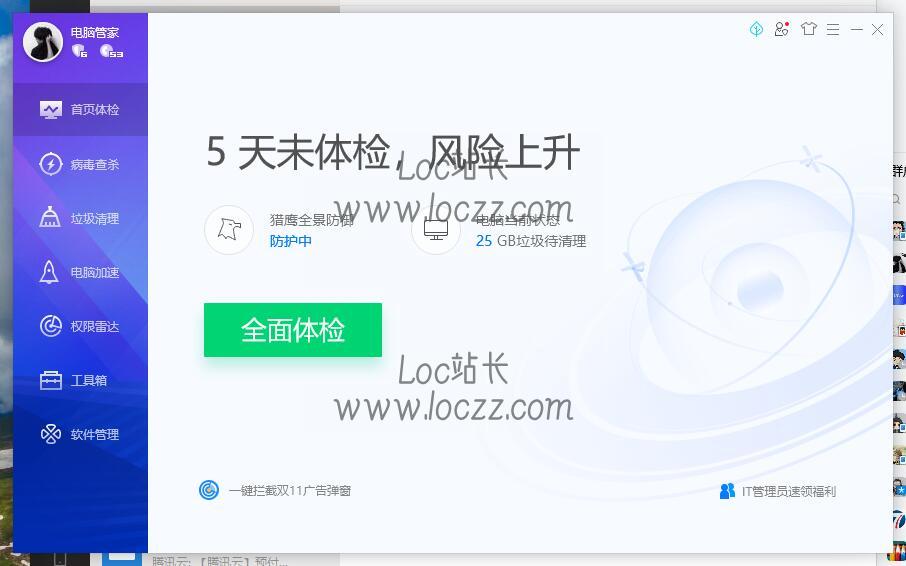 电脑管家
6
53
首页体检
病毒查杀
垃圾清理
电脑加速
权限雷达
工具箱
软件管理
5 天未体检，风险上升
Loc站长
www.loczz.com
猎鹰全景防御
防护中
电脑当前状态
25 GB垃圾待清理
全面体检
Loc站长
www.loczz.com
一键拦截双11广告弹窗
IT管理员速领福利
腾讯云: 【腾讯云】预付...